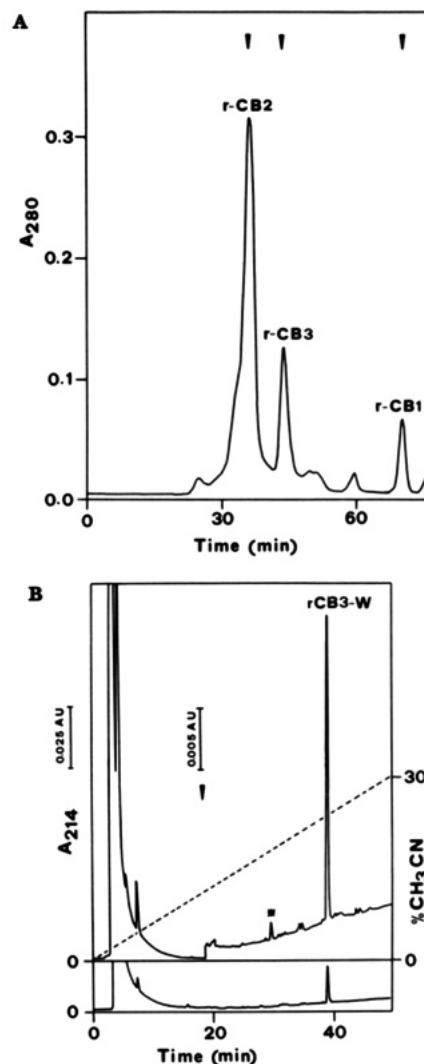 A
r-CB2
0.3
A280
0.2
r-CB3
0.1
r-CB1
0.0
0
30
60
Time (min)
B
rCB3-W
0.025 AU
0.005 AU
30
A214
*
%CH3CN
0
0
0
0
20
40
Time (min)